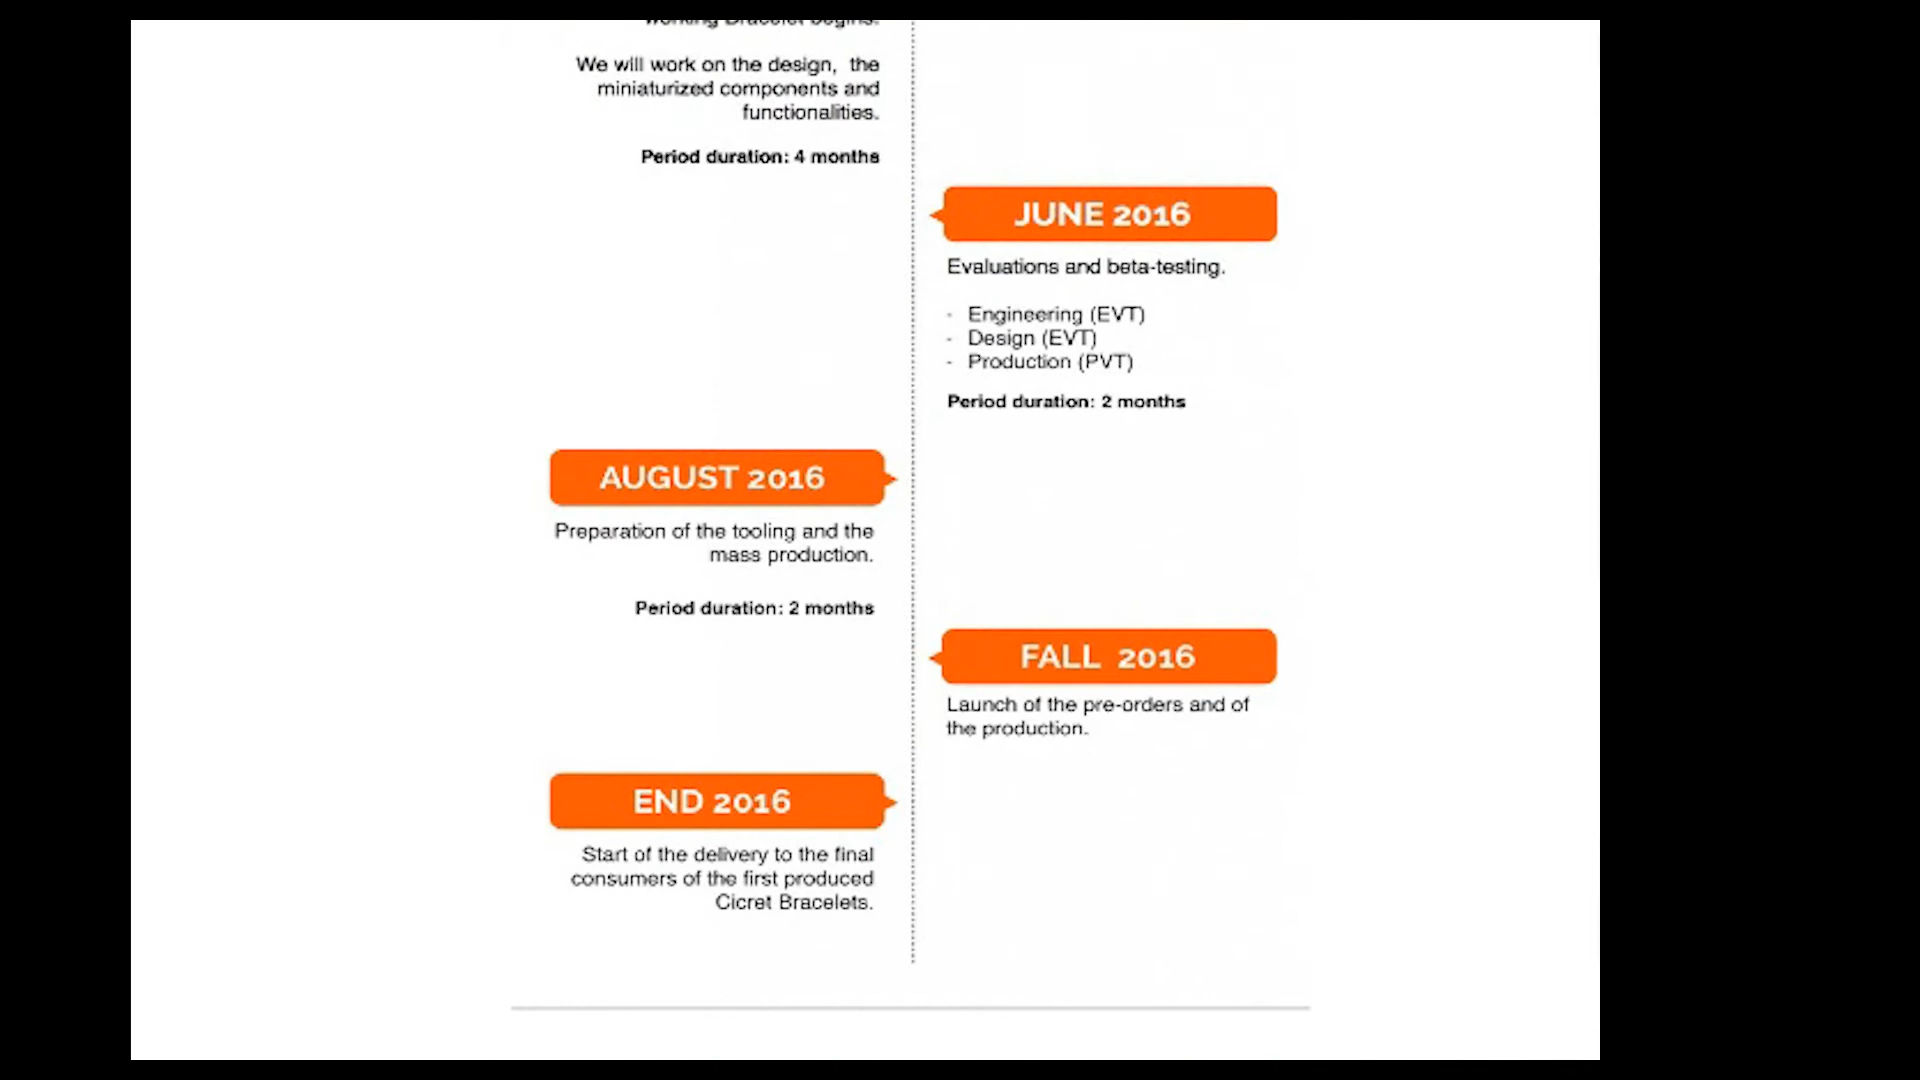 working Bracelet begins.
We will work on the design, the
miniaturized components and
functionalities.
Period duration: 4 months
JUNE 2016
Evaluations and beta-testing.
- Engineering (EVT)
- Design (EVT)
- Production (PVT)
Period duration: 2 months
AUGUST 2016
Preparation of the tooling and the
mass production.
Period duration: 2 months
FALL 2016
Launch of the pre-orders and of
the production.
END 2016
Start of the delivery to the final
consumers of the first produced
Cicret Bracelets.